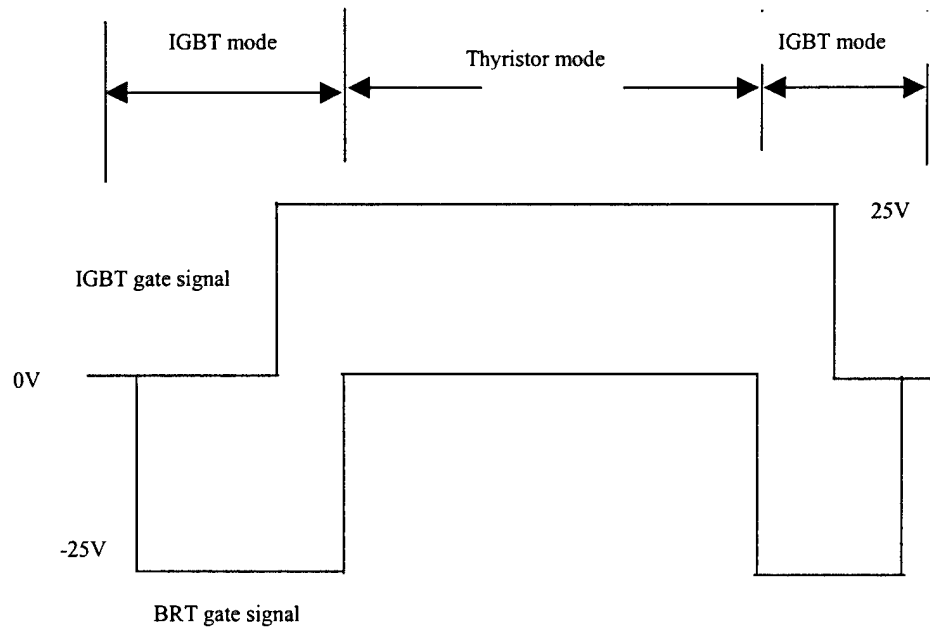 IGBT mode
Thyristor mode
IGBT mode
25V
IGBT gate signal
0V
-25V
BRT gate signal